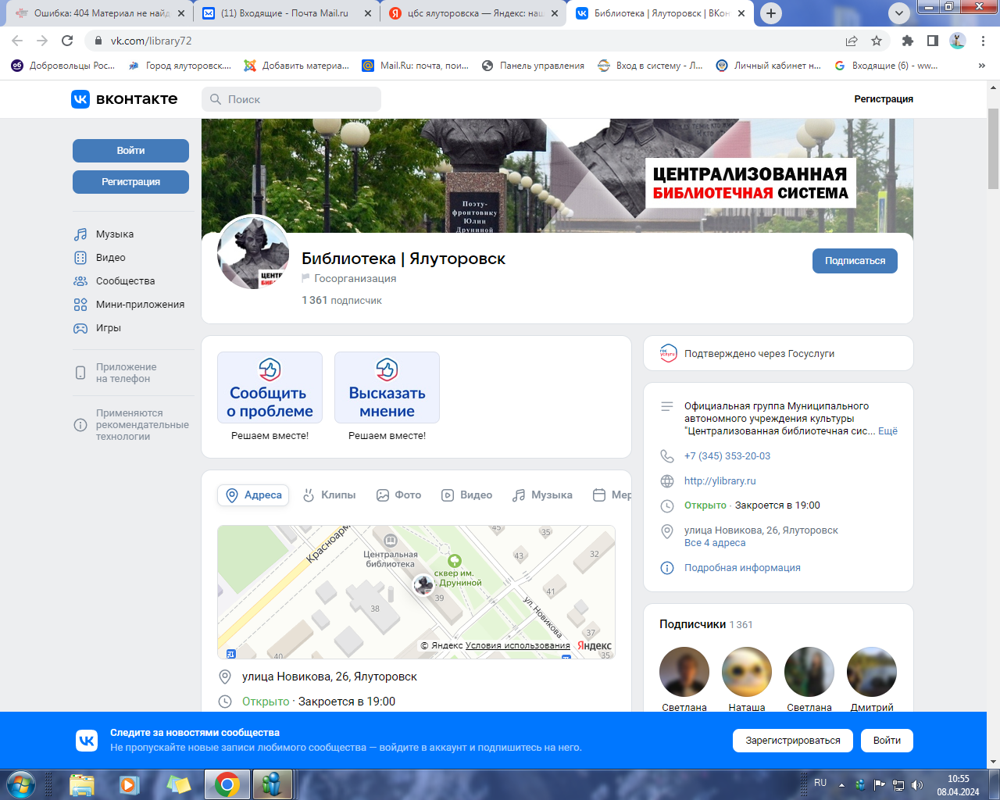 Ошибка: 404 Материал не найд
(11) Входящие - Почта Mail.ru
цбс ялуторовска — Яндекс: наш
Библиотека | Ялуторовск | ВКон
vk.com/library72
Добровольцы Рос...
Город ялуторовск....
Добавить материа...
Mail.Ru: почта, пои...
Панель управления
Вход в систему - Л...
Личный кабинет н...
Входящие (6) - ww...
вконтакте
Поиск
Регистрация
Войти
Регистрация
Музыка
Видео
Сообщества
Мини-приложения
Игры
Приложение
на телефон
Применяются
рекомендательные
технологии
Поэту-
фронтовику
Юлии
Друниной
ЦЕНТРАЛИЗОВАННАЯ
БИБЛИОТЕЧНАЯ СИСТЕМА
Библиотека | Ялуторовск
Госорганизация
1 361 подписчик
Подписаться
Сообщить
о проблеме
Решаем вместе!
Высказать
мнение
Решаем вместе!
Подтверждено через Госуслуги
Официальная группа Муниципального
автономного учреждения культуры
"Централизованная библиотечная сис... Ещё
+7 (345) 353-20-03
http://ylibrary.ru
Открыто · Закроется в 19:00
улица Новикова, 26, Ялуторовск
Все 4 адреса
Подробная информация
Адреса
Клипы
Фото
Видео
Музыка
Мер
Красноарм
Центральная
библиотека
сквер им.
. Друниной
ул. Новикова
45
35
43
32
41
39
38
37
40
35
© Яндекс Условия использования Яндекс
улица Новикова, 26, Ялуторовск
Открыто · Закроется в 19:00
Подписчики 1 361
Светлана
Наташа
Светлана
Дмитрий
Следите за новостями сообщества
Не пропускайте новые записи любимого сообщества — войдите в аккаунт и подпишитесь на него.
Зарегистрироваться
Войти
RU
10:55
08.04.2024